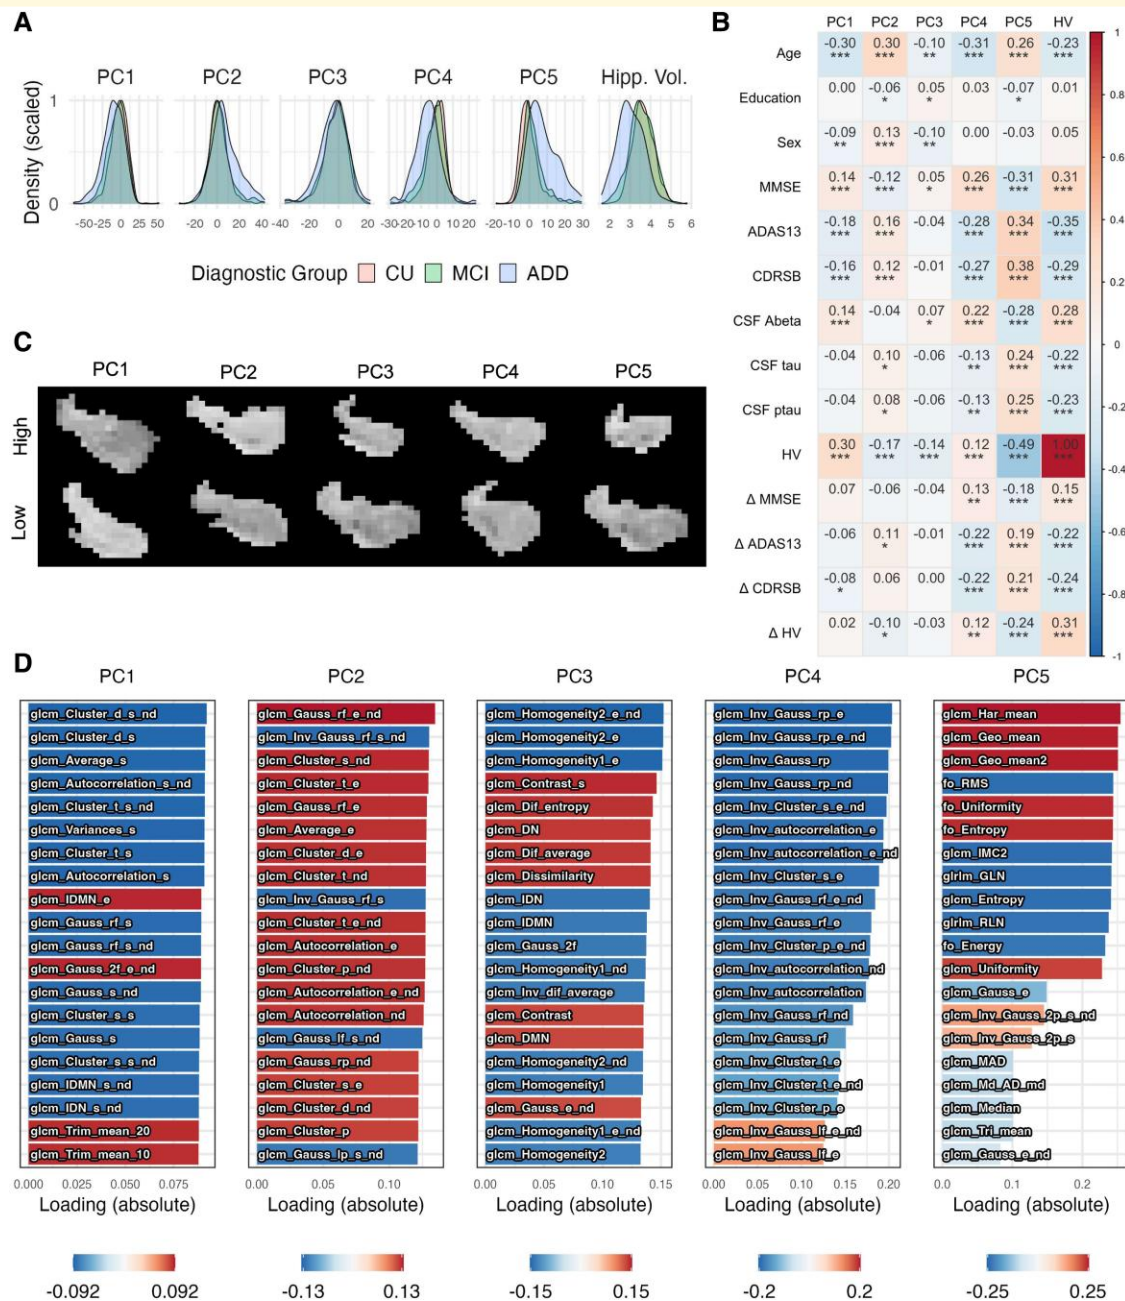 A
PC1 PC2 PC3 PC4 PC5 Hipp. Vol.
Density (scaled)
1
0
-50-25 0 25 50
-20 0 20 40
-40 -20 0 20
-30-20-10 0 10 20
-20-10 0 10 20 30
2 3 4 5 6
Diagnostic Group CU MCI ADD
B
PC1 PC2 PC3 PC4 PC5 HV
Age -0.30 0.30 -0.10 -0.31 0.26 -0.23
*** *** ** *** *** ***
Education 0.00 -0.06 0.05 0.03 -0.07 0.01
* * *
Sex -0.09 0.13 -0.10 0.00 -0.03 0.05
** *** **
MMSE 0.14 -0.12 0.05 0.26 -0.31 0.31
*** *** * *** *** ***
ADAS13 -0.18 0.16 -0.04 -0.28 0.34 -0.35
*** *** *** *** ***
CDRSB -0.16 0.12 -0.01 -0.27 0.38 -0.29
*** *** *** *** ***
CSF Abeta 0.14 -0.04 0.07 0.22 -0.28 0.28
*** * *** *** ***
CSF tau -0.04 0.10 -0.06 -0.13 0.24 -0.22
* ** *** ***
CSF ptau -0.04 0.08 -0.06 -0.13 0.25 -0.23
* ** *** ***
HV 0.30 -0.17 -0.14 0.12 -0.49 1.00
*** *** *** *** *** ***
Δ MMSE 0.07 -0.06 -0.04 0.13 -0.18 0.15
** *** ***
Δ ADAS13 -0.06 0.11 -0.01 -0.22 0.19 -0.22
* *** *** ***
Δ CDRSB -0.08 0.06 0.00 -0.22 0.21 -0.24
* *** *** ***
Δ HV 0.02 -0.10 -0.03 0.12 -0.24 0.31
* ** *** ***
1
0.8
0.6
0.4
0.2
0
-0.2
-0.4
-0.6
-0.8
-1
C
PC1 PC2 PC3 PC4 PC5
High
Low
D
PC1
glcm_Cluster_d_s_nd
glcm_Cluster_d_s
glcm_Average_s
glcm_Autocorrelation_s_nd
glcm_Cluster_t_s_nd
glcm_Variances_s
glcm_Cluster_t_s
glcm_Autocorrelation_s
glcm_IDMN_e
glcm_Gauss_rf_s
glcm_Gauss_rf_s_nd
glcm_Gauss_2f_e_nd
glcm_Gauss_s_nd
glcm_Cluster_s_s
glcm_Gauss_s
glcm_Cluster_s_s_nd
glcm_IDMN_s_nd
glcm_IDN_s_nd
glcm_Trim_mean_20
glcm_Trim_mean_10
0.000 0.025 0.050 0.075
Loading (absolute)
-0.092 0.092
PC2
glcm_Gauss_rf_e_nd
glcm_Inv_Gauss_rf_s_nd
glcm_Cluster_s_nd
glcm_Cluster_t_e
glcm_Gauss_rf_e
glcm_Average_e
glcm_Cluster_d_e
glcm_Cluster_t_nd
glcm_Inv_Gauss_rf_s
glcm_Cluster_t_e_nd
glcm_Autocorrelation_e
glcm_Cluster_p_nd
glcm_Autocorrelation_e_nd
glcm_Autocorrelation_nd
glcm_Gauss_lf_s_nd
glcm_Gauss_rp_nd
glcm_Cluster_s_e
glcm_Cluster_d_nd
glcm_Cluster_p
glcm_Gauss_lp_s_nd
0.00 0.05 0.10
Loading (absolute)
-0.13 0.13
PC3
glcm_Homogeneity2_e_nd
glcm_Homogeneity2_e
glcm_Homogeneity1_e
glcm_Contrast_s
glcm_Dif_entropy
glcm_DN
glcm_Dif_average
glcm_Dissimilarity
glcm_IDN
glcm_IDMN
glcm_Gauss_2f
glcm_Homogeneity1_nd
glcm_Inv_dif_average
glcm_Contrast
glcm_DMN
glcm_Homogeneity2_nd
glcm_Homogeneity1
glcm_Gauss_e_nd
glcm_Homogeneity1_e_nd
glcm_Homogeneity2
0.00 0.05 0.10 0.15
Loading (absolute)
-0.15 0.15
PC4
glcm_Inv_Gauss_rp_e
glcm_Inv_Gauss_rp_e_nd
glcm_Inv_Gauss_rp
glcm_Inv_Gauss_rp_nd
glcm_Inv_Cluster_s_e_nd
glcm_Inv_autocorrelation_e
glcm_Inv_autocorrelation_e_nd
glcm_Inv_Cluster_s_e
glcm_Inv_Gauss_rf_e_nd
glcm_Inv_Gauss_rf_e
glcm_Inv_Cluster_p_e_nd
glcm_Inv_autocorrelation_nd
glcm_Inv_autocorrelation
glcm_Inv_Gauss_rf_nd
glcm_Inv_Gauss_rf
glcm_Inv_Cluster_t_e
glcm_Inv_Cluster_t_e_nd
glcm_Inv_Cluster_p_e
glcm_Inv_Gauss_lf_e_nd
glcm_Inv_Gauss_lf_e
0.00 0.05 0.10 0.15 0.20
Loading (absolute)
-0.2 0.2
PC5
glcm_Har_mean
glcm_Geo_mean
glcm_Geo_mean2
fo_RMS
fo_Uniformity
fo_Entropy
glcm_IMC2
glrlm_GLN
glcm_Entropy
glrlm_RLN
fo_Energy
glcm_Uniformity
glcm_Gauss_e
glcm_Inv_Gauss_2p_s_nd
glcm_Inv_Gauss_2p_s
glcm_MAD
glcm_Md_AD_md
glcm_Median
glcm_Tri_mean
glcm_Gauss_e_nd
0.0 0.1 0.2
Loading (absolute)
-0.25 0.25